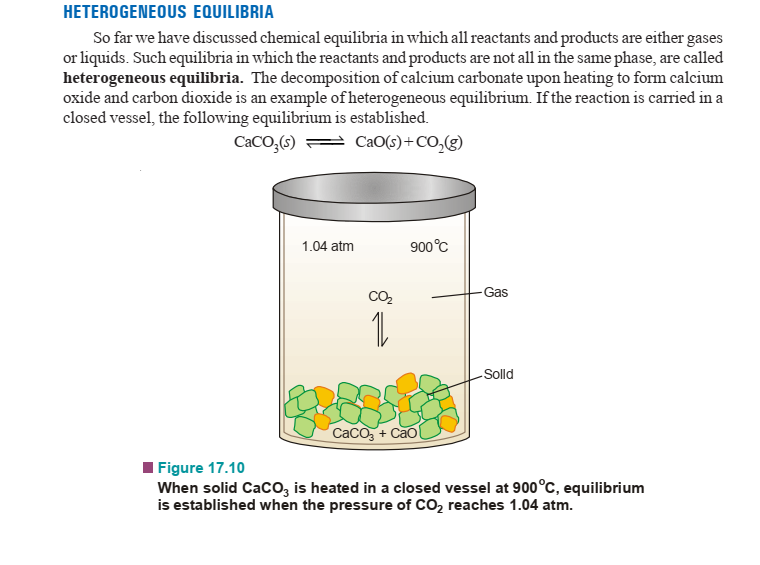 HETEROGENEOUS EQUILIBRIA
So far we have discussed chemical equilibria in which all reactants and products are either gases
or liquids. Such equilibria in which the reactants and products are not all in the same phase, are called
heterogeneous equilibria. The decomposition of calcium carbonate upon heating to form calcium
oxide and carbon dioxide is an example of heterogeneous equilibrium. If the reaction is carried in a
closed vessel, the following equilibrium is established.
CaCO₃(s) ⇌ CaO(s)+CO₂(g)
1.04 atm 900°C
CO₂ Gas
Solld
CaCO₃ + CaO
Figure 17.10
When solid CaCO₃ is heated in a closed vessel at 900°C, equilibrium
is established when the pressure of CO₂ reaches 1.04 atm.